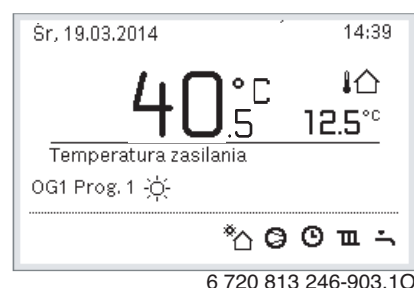 Śr, 19.03.2014 14:39
40.5 °C
12.5°C
Temperatura zasilania
OG1 Prog. 1
6 720 813 246-903.1O